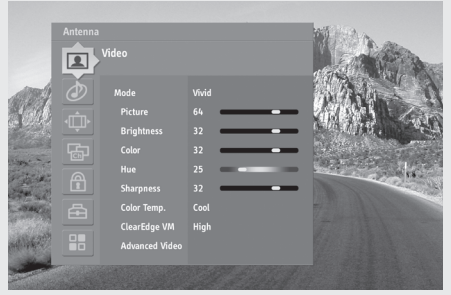 Antenna
Video
Mode Vivid
Picture 64
Brightness 32
Color 32
Hue 25
Sharpness 32
Color Temp. Cool
ClearEdge VM High
Advanced Video
Ch